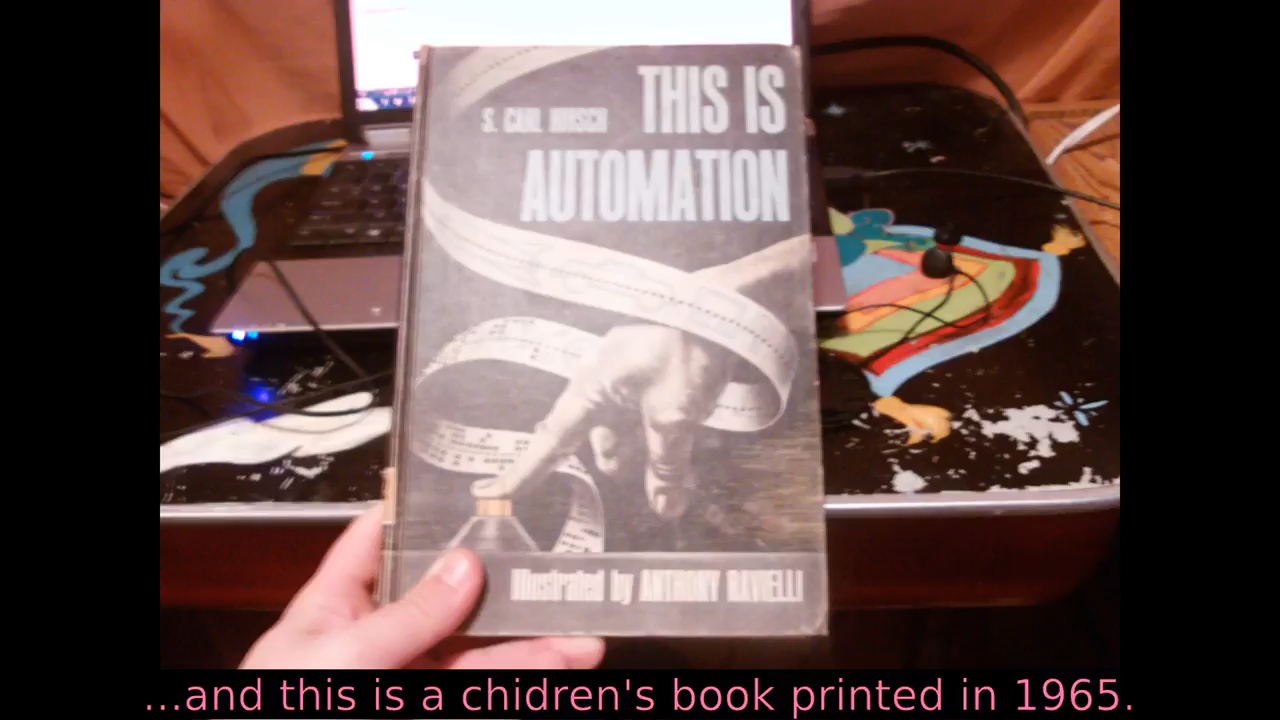 THIS IS
S. CARL HIRSCH
AUTOMATION
Illustrated by ANTHONY RAVIELLI
...and this is a chidren's book printed in 1965.